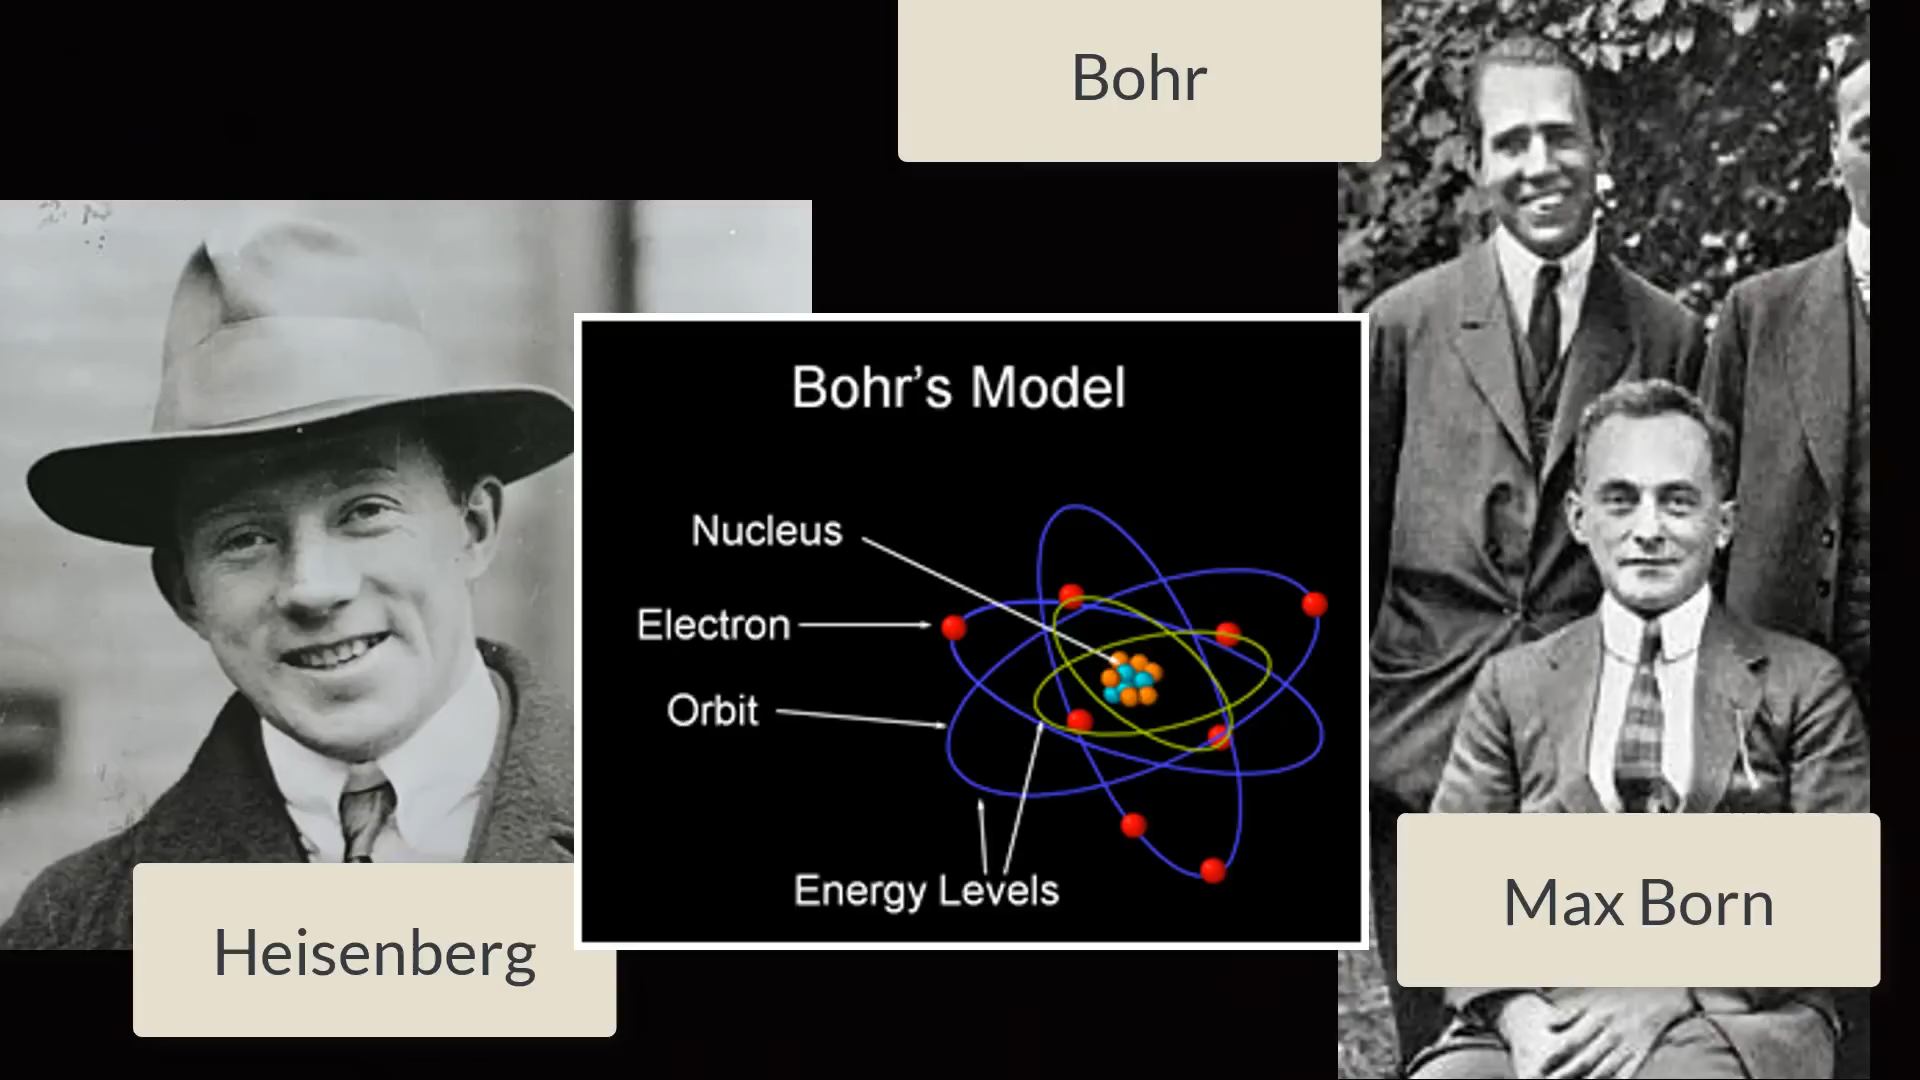 Bohr
Bohr's Model
Nucleus
Electron
Orbit
Energy Levels
Heisenberg
Max Born